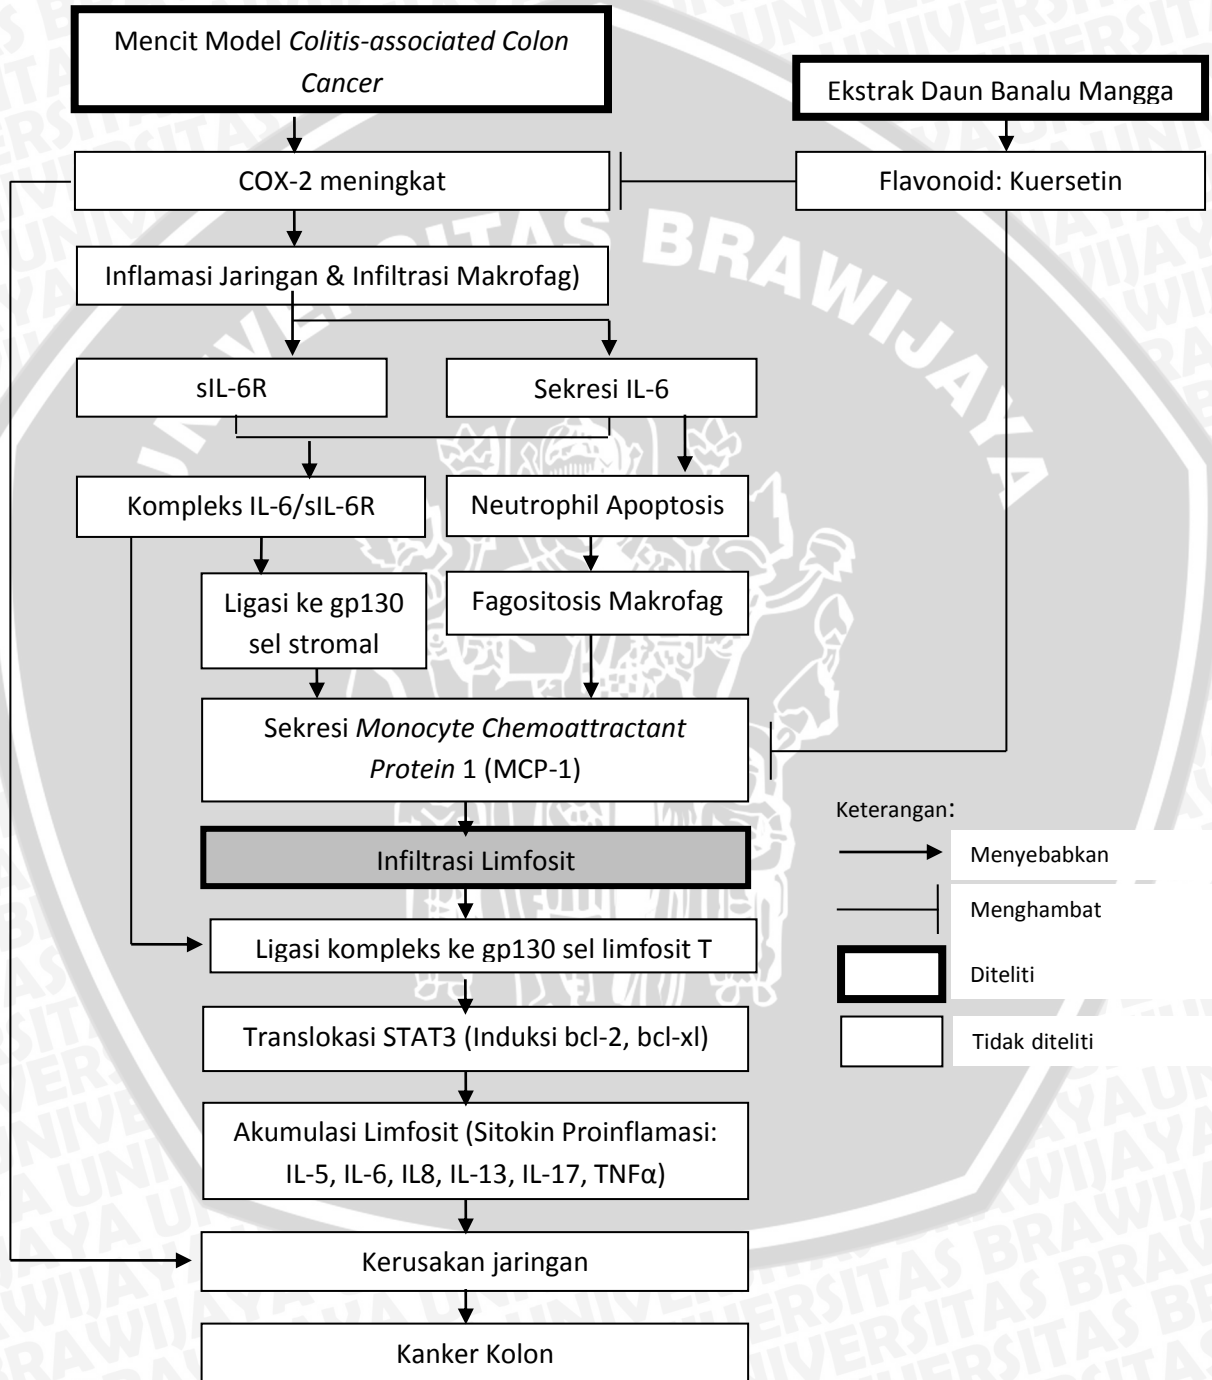 Mencit Model Colitis-associated Colon
Cancer
Ekstrak Daun Banalu Mangga
COX-2 meningkat
Flavonoid: Kuersetin
UNIVERSITAS BRAWIJAYA
Inflamasi Jaringan & Infiltrasi Makrofag)
sIL-6R
Sekresi IL-6
Kompleks IL-6/sIL-6R
Neutrophil Apoptosis
Ligasi ke gp130
sel stromal
Fagositosis Makrofag
Sekresi Monocyte Chemoattractant
Protein 1 (MCP-1)
Infiltrasi Limfosit
Ligasi kompleks ke gp130 sel limfosit T
Translokasi STAT3 (Induksi bcl-2, bcl-xl)
Akumulasi Limfosit (Sitokin Proinflamasi:
IL-5, IL-6, IL8, IL-13, IL-17, TNFα)
Kerusakan jaringan
Kanker Kolon
Keterangan:
Menyebabkan
Menghambat
Diteliti
Tidak diteliti